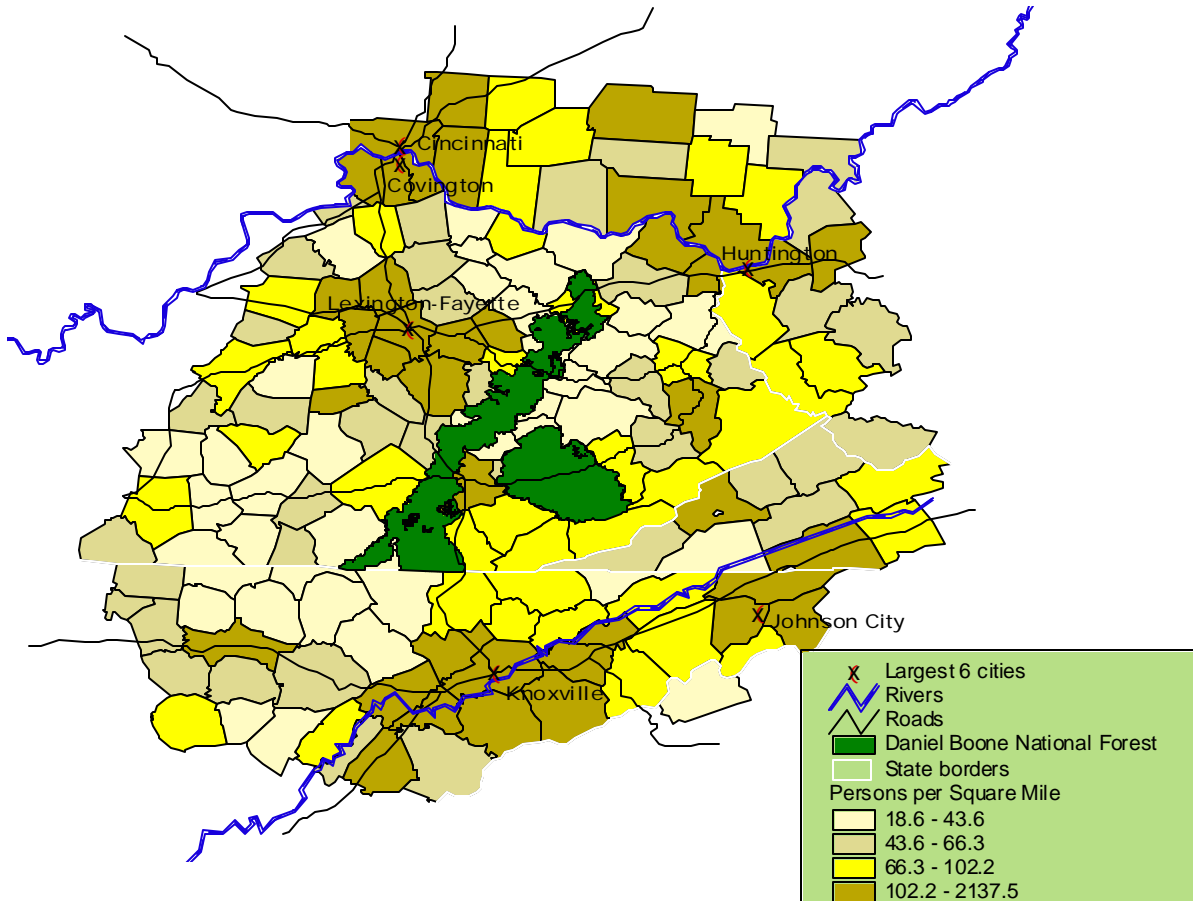 Cincinnati
Covington
Huntington
Lexington-Fayette
Johnson City
Knoxville
Largest 6 cities
Rivers
Roads
Daniel Boone National Forest
State borders
Persons per Square Mile
18.6 - 43.6
43.6 - 66.3
66.3 - 102.2
102.2 - 2137.5